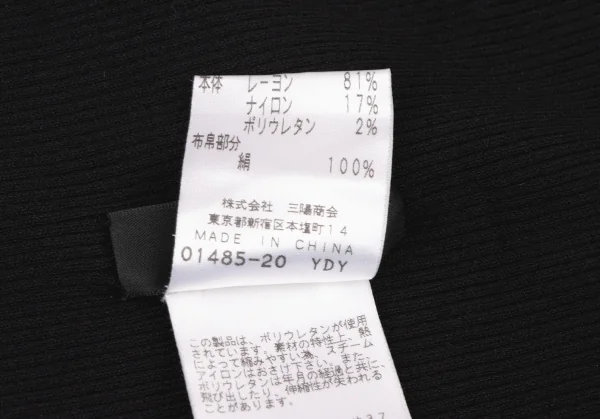 本体 レーヨン 81%
ナイロン 17%
ポリウレタン 2%
布帛部分
絹 100%
株式会社 三陽商会
東京都新宿区本塩町14
MADE IN CHINA
01485-20 YDY
この製品は、ポリウレタンが使用
されています。素材の特性上、熱
によって縮みやすい為、スチーム
アイロンはおさけ下さい。また、
ポリウレタンは年月の経過と共に、
飛び出したり、伸縮性が失われる
ことがあります。